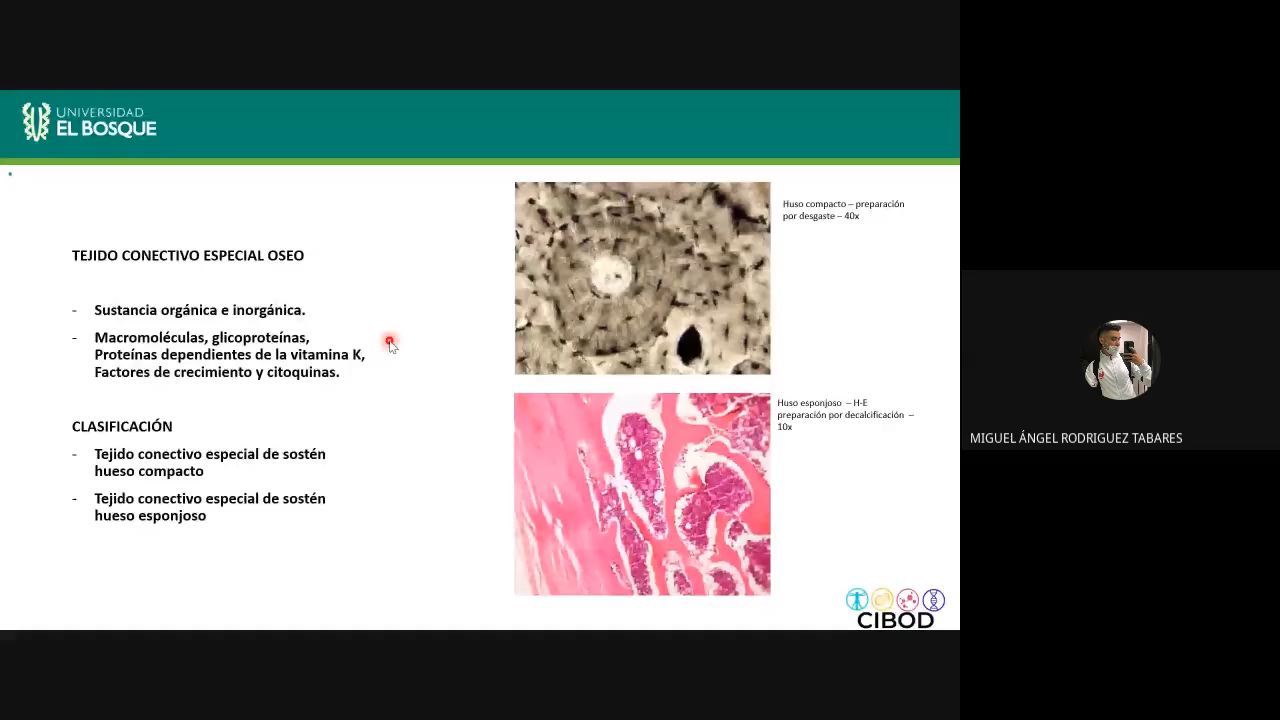 UNIVERSIDAD
EL BOSQUE
TEJIDO CONECTIVO ESPECIAL OSEO
- Sustancia orgánica e inorgánica.
- Macromoléculas, glicoproteínas,
Proteínas dependientes de la vitamina K,
Factores de crecimiento y citoquinas.
CLASIFICACIÓN
- Tejido conectivo especial de sostén
hueso compacto
- Tejido conectivo especial de sostén
hueso esponjoso
Huso compacto – preparación
por desgaste – 40x
Huso esponjoso – H-E
preparación por decalcificación –
10x
CIBOD
MIGUEL ÁNGEL RODRIGUEZ TABARES